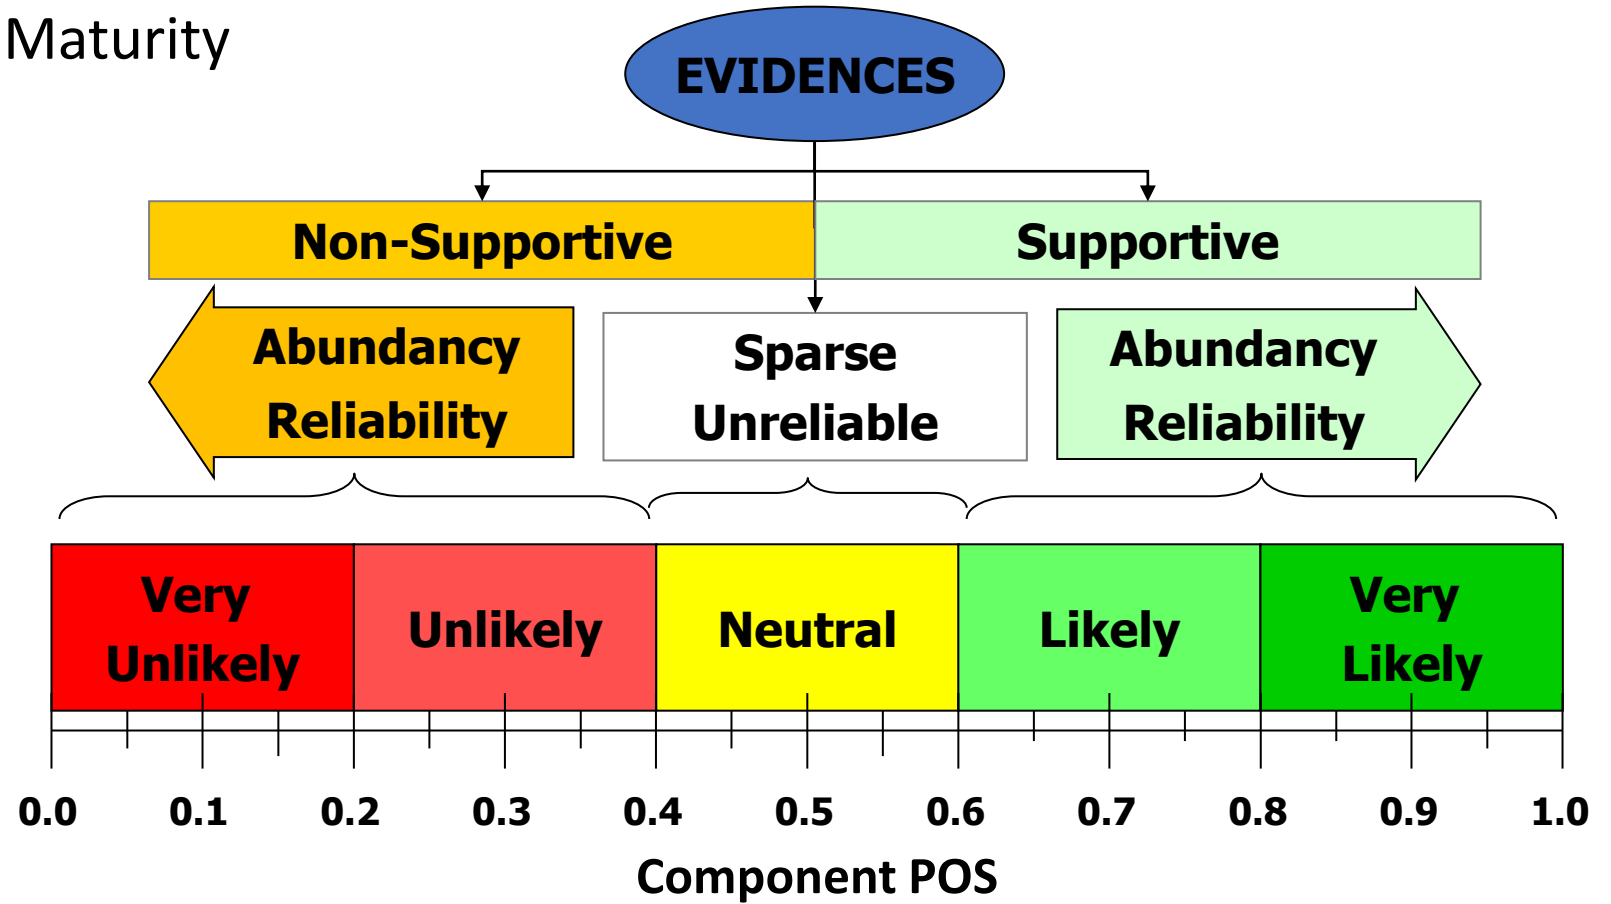 Maturity
EVIDENCES
Non-Supportive
Supportive
Abundancy
Reliability
Sparse
Unreliable
Abundancy
Reliability
Very
Unlikely
Unlikely
Neutral
Likely
Very
Likely
0.0 0.1 0.2 0.3 0.4 0.5 0.6 0.7 0.8 0.9 1.0
Component POS